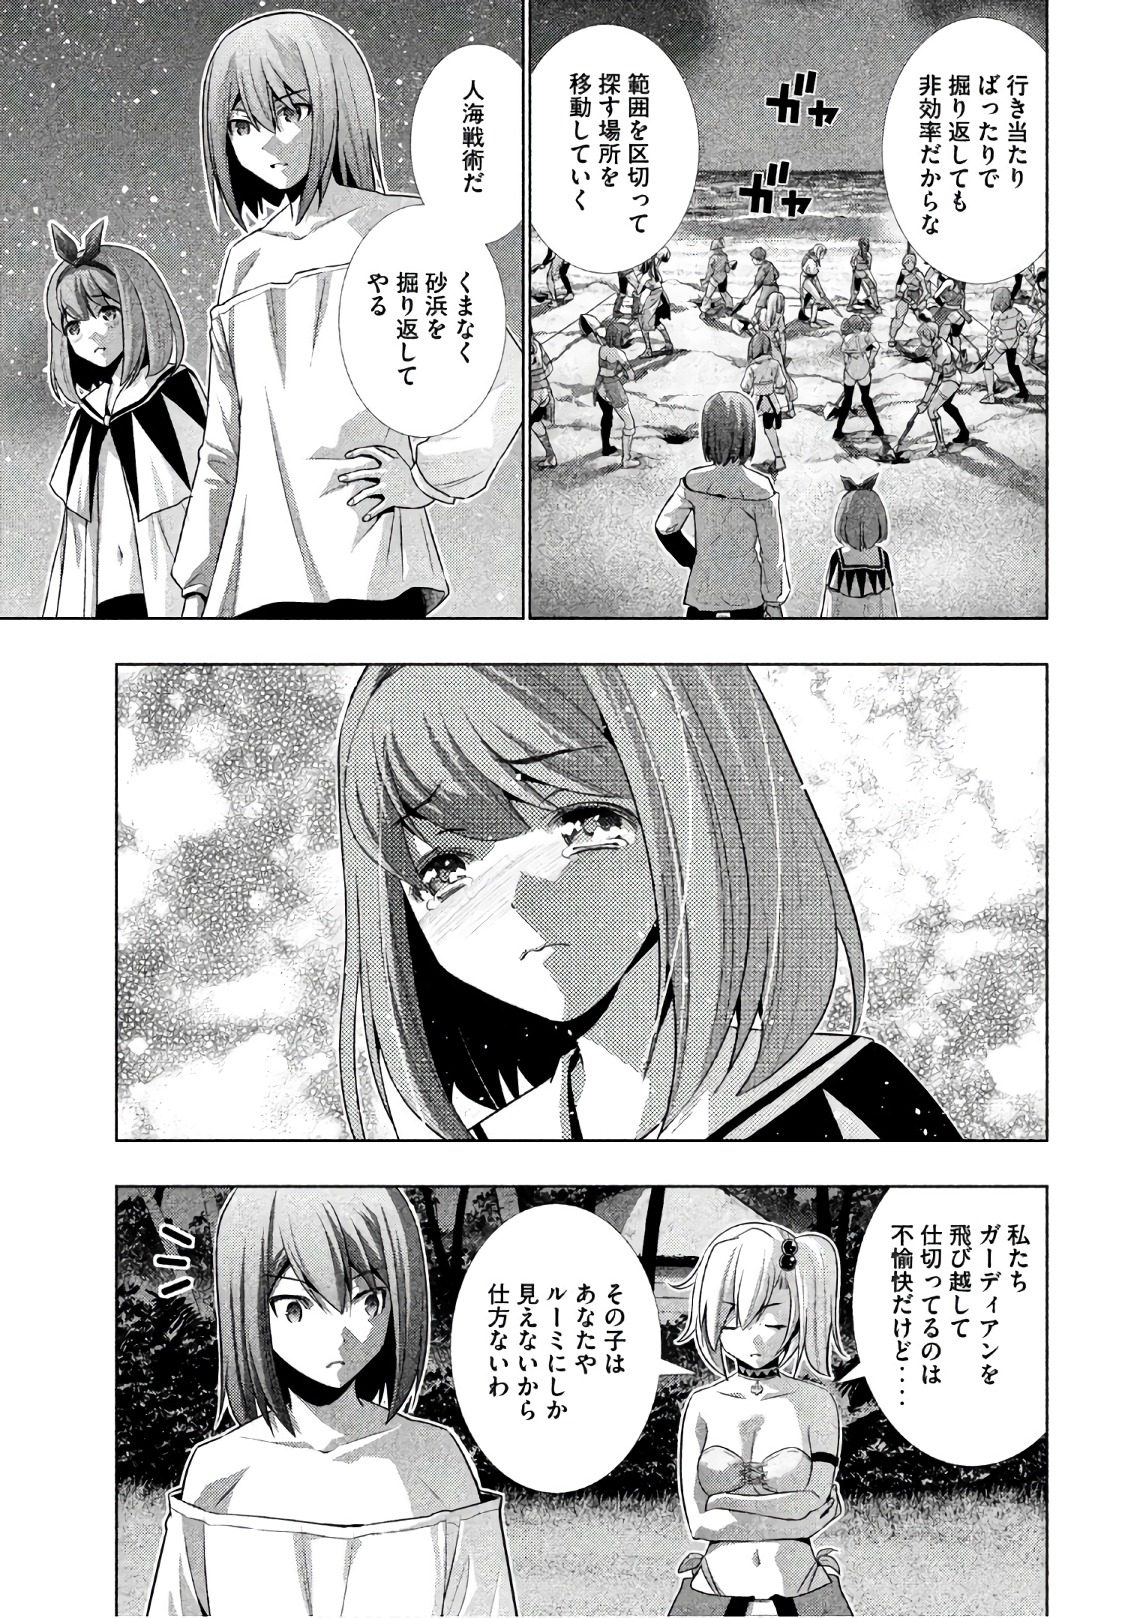 行き当たり
ばったりで
掘り返しても
非効率だからな
ガヤ
ガヤ
範囲を区切って
探す場所を
移動していく
人海戦術だ
くまなく
砂浜を
掘り返して
やる
私たち
ガーディアンを
飛び越して
仕切ってるのは
不愉快だけど‥‥
その子は
あなたや
ルーミにしか
見えないから
仕方ないわ